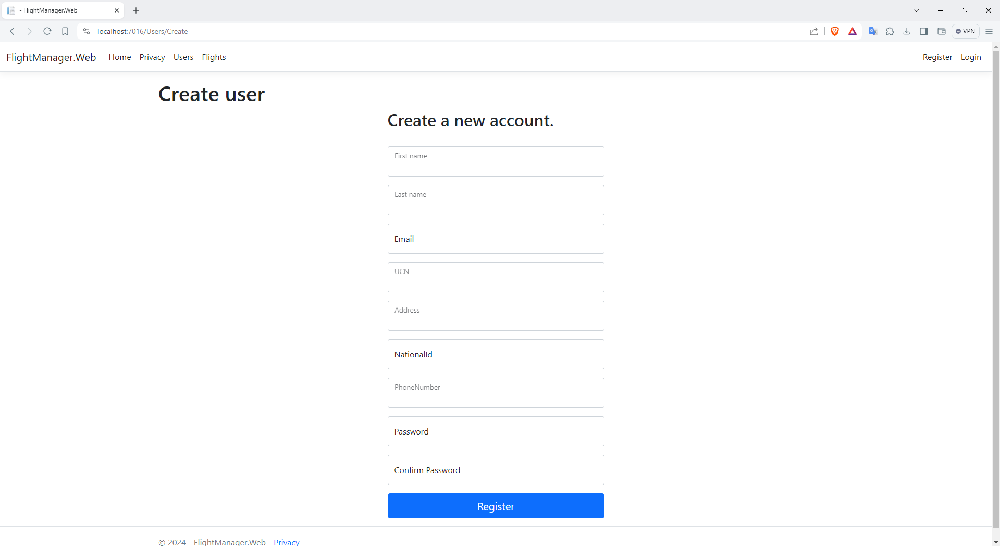 - FlightManager.Web
localhost:7016/Users/Create
VPN
FlightManager.Web Home Privacy Users Flights Register Login
Create user
Create a new account.
First name
Last name
Email
UCN
Address
NationalId
PhoneNumber
Password
Confirm Password
Register
© 2024 - FlightManager.Web - Privacy